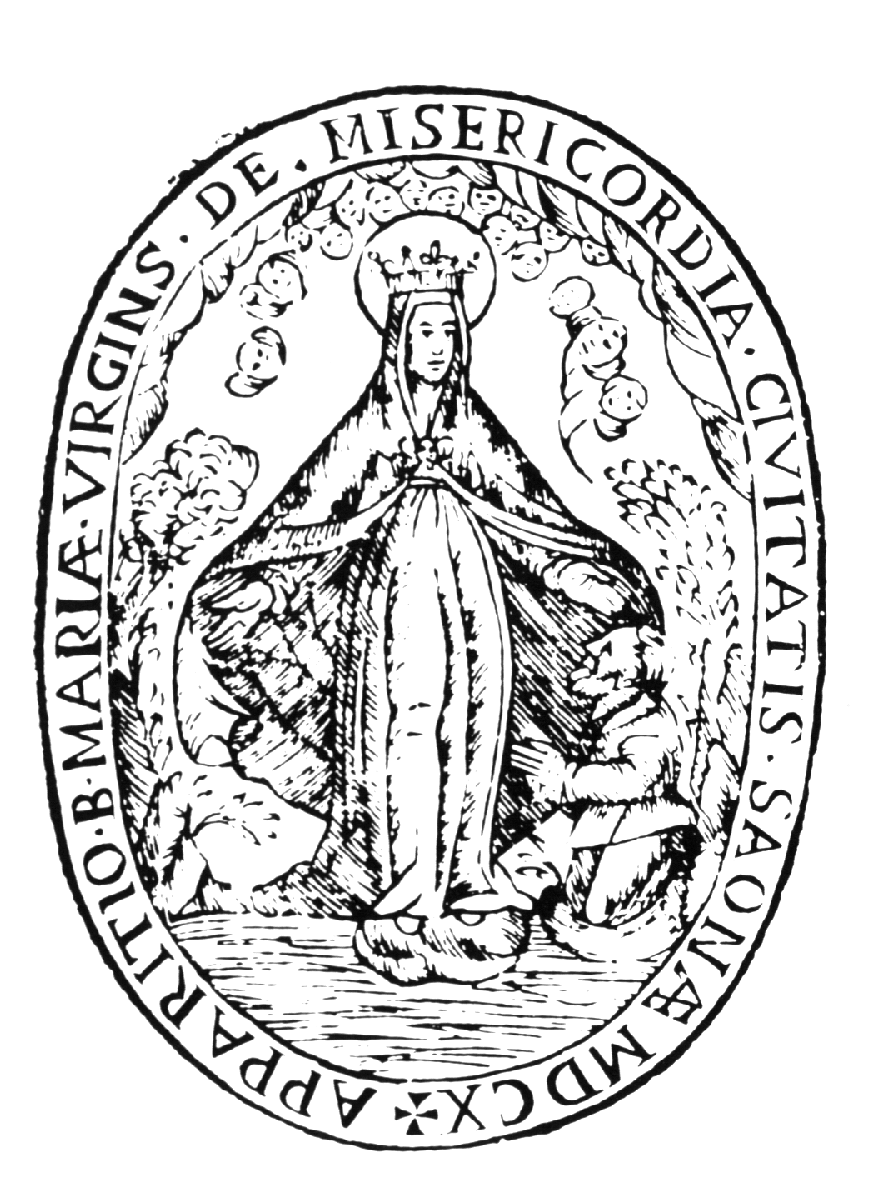 ✠ APPARITIO · B · MARIÆ · VIRGINS · DE · MISERICORDIA · CIVITATIS · SAONÆ MDCX